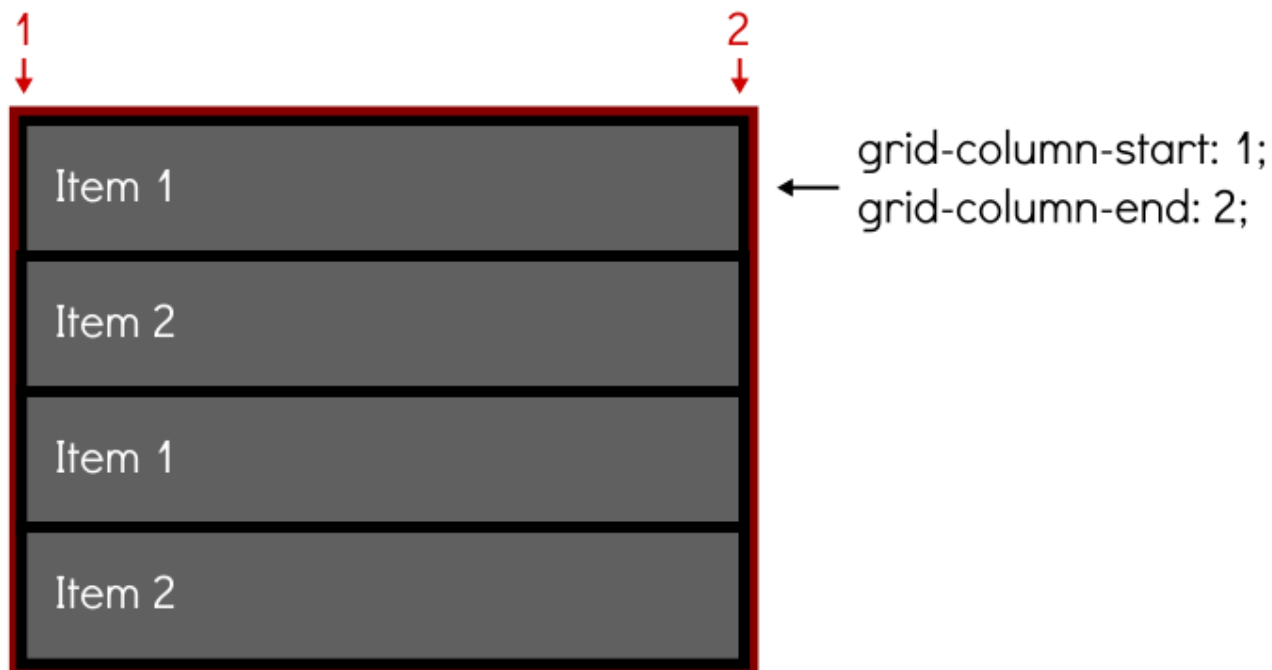 1
2
Item 1
grid-column-start: 1;
grid-column-end: 2;
Item 2
Item 1
Item 2